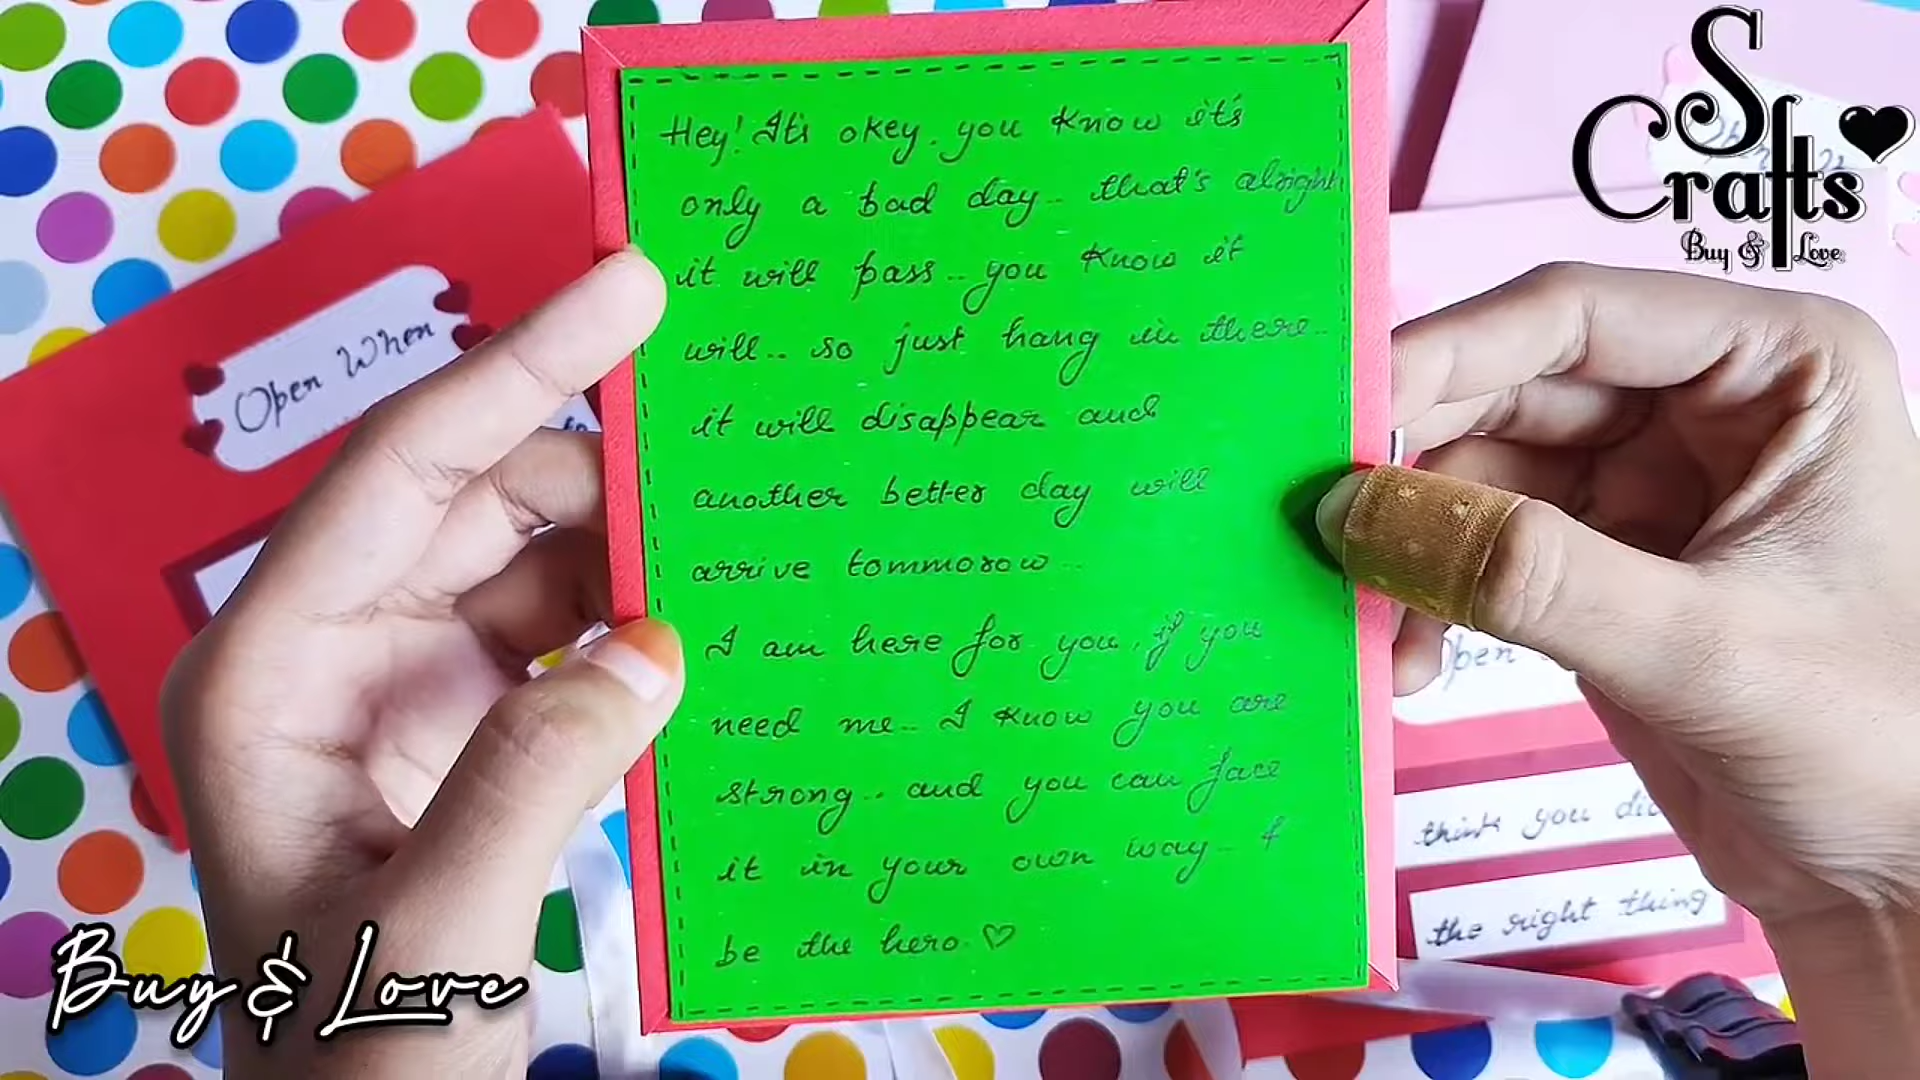 Hey! It's okey. you know it's
only a bad day.. that's alright
it will pass.. you know it
will.. so just hang in there..
it will disappear and
another better day will
arrive tommorow..
I am here for you, if you
need me.. I know you are
strong.. and you can face
it in your own way.. &
be the hero. ♡
Open When
S Crafts
Buy & Love
Open
think you did
the right thing
Buy & Love